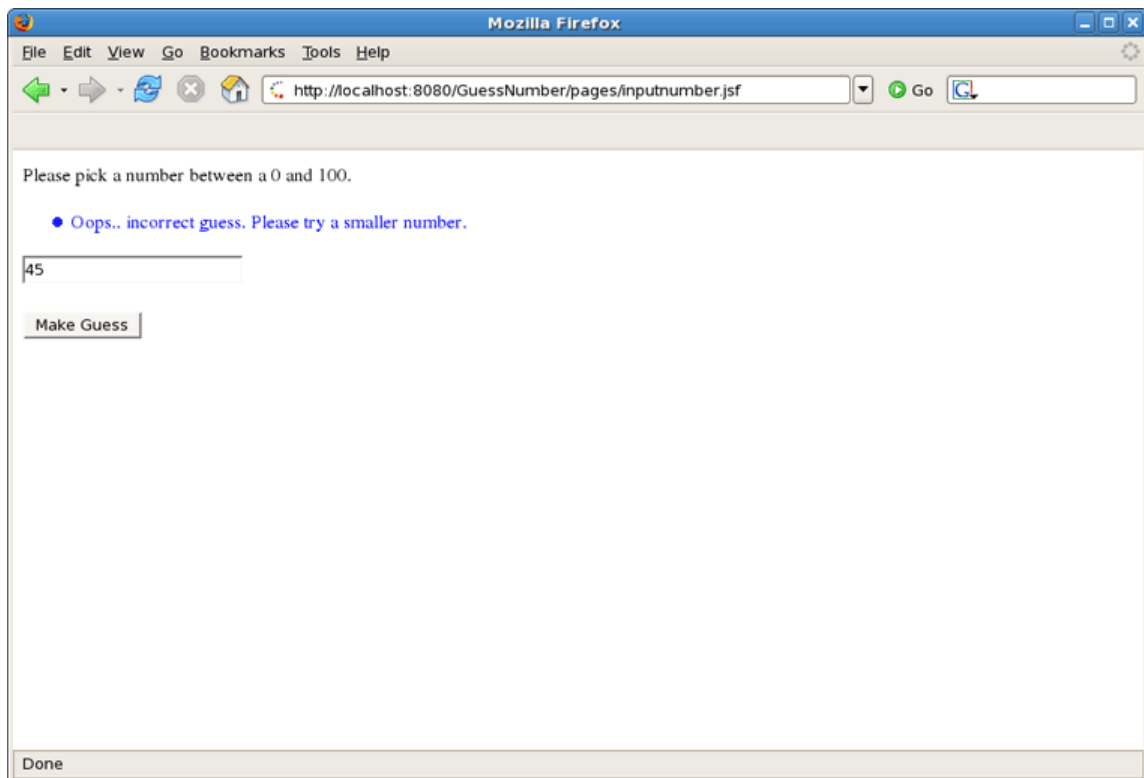 Mozilla Firefox
File Edit View Go Bookmarks Tools Help
http://localhost:8080/GuessNumber/pages/inputnumber.jsf Go G
Please pick a number between a 0 and 100.
Oops.. incorrect guess. Please try a smaller number.
45
Make Guess
Done